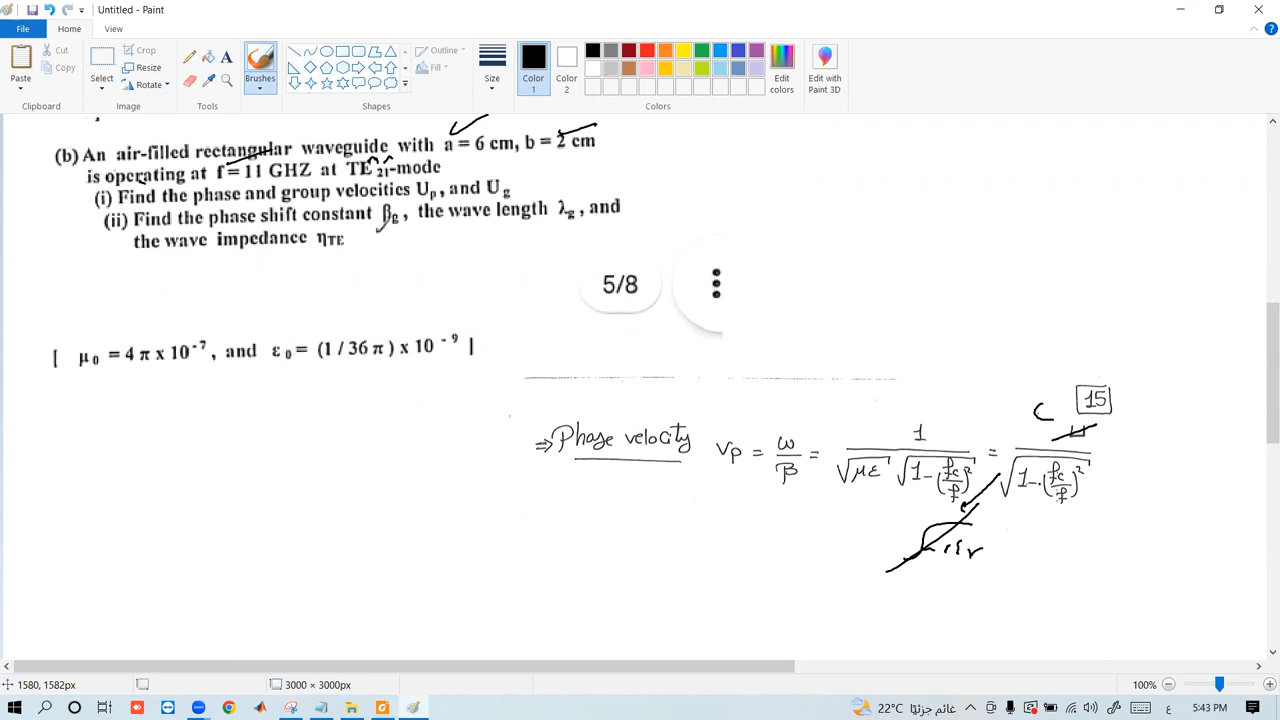 Untitled - Paint
File Home View
Paste
Cut
Copy
Clipboard
Select
Crop
Resize
Rotate
Image
Tools
Brushes
Outline
Fill
Shapes
Size
Color 1
Color 2
Edit colors
Colors
Edit with Paint 3D
(b) An air-filled rectangular waveguide with a = 6 cm, b = 2 cm
is operating at f = 11 GHZ at TE21-mode
(i) Find the phase and group velocities Up, and Ug
(ii) Find the phase shift constant βg, the wave length λg, and
the wave impedance ηTE
5/8
[ μ0 = 4 π x 10-7, and ε0 = (1 / 36 π) x 10-9 ]
15
C
⇒ Phase velocity Vp = ω/β = 1/(√με √1-(fc/f)²) = u/√1-(fc/f)²
1580, 1582px
3000 × 3000px
100%
22°C غائم جزئيًا
ع
5:43 PM